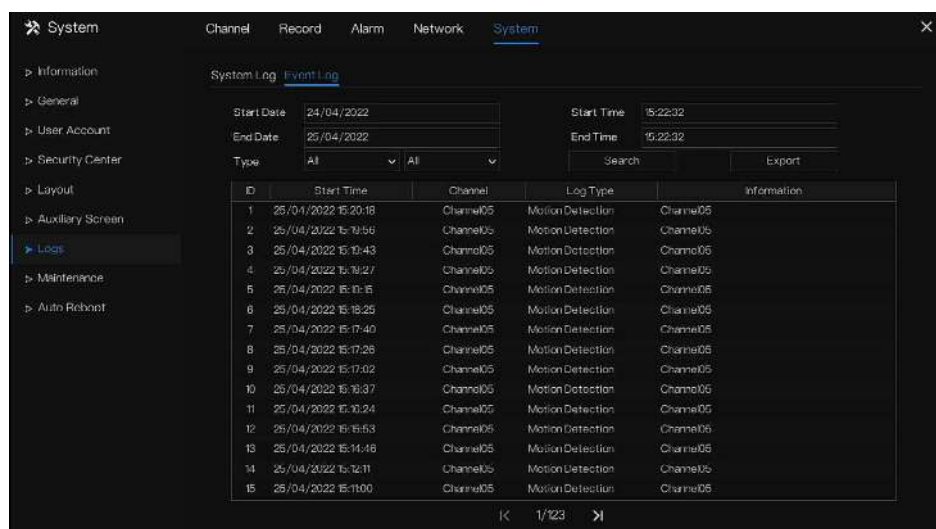 System
Channel Record Alarm Network System
Information
General
User Account
Security Center
Layout
Auxiliary Screen
Logs
Maintenance
Auto Reboot
System Log Event Log
Start Date 24/04/2022 Start Time 15:22:32
End Date 25/04/2022 End Time 15:22:32
Type All All Search Export
ID Start Time Channel Log Type Information
1 25/04/2022 15:20:18 Channel05 Motion Detection Channel05
2 25/04/2022 15:19:56 Channel05 Motion Detection Channel05
3 25/04/2022 15:19:43 Channel05 Motion Detection Channel05
4 25/04/2022 15:19:27 Channel05 Motion Detection Channel05
5 25/04/2022 Channel05 Motion Detection Channel05
6 25/04/2022 15:18:25 Channel05 Motion Detection Channel05
7 25/04/2022 15:17:40 Channel05 Motion Detection Channel05
8 25/04/2022 15:17:26 Channel05 Motion Detection Channel05
9 25/04/2022 15:17:02 Channel05 Motion Detection Channel05
10 25/04/2022 15:16:37 Channel05 Motion Detection Channel05
11 25/04/2022 Channel05 Motion Detection Channel05
12 25/04/2022 15:15:53 Channel05 Motion Detection Channel05
13 25/04/2022 15:14:46 Channel05 Motion Detection Channel05
14 25/04/2022 15:12:11 Channel05 Motion Detection Channel05
15 25/04/2022 15:11:00 Channel05 Motion Detection Channel05
1/123